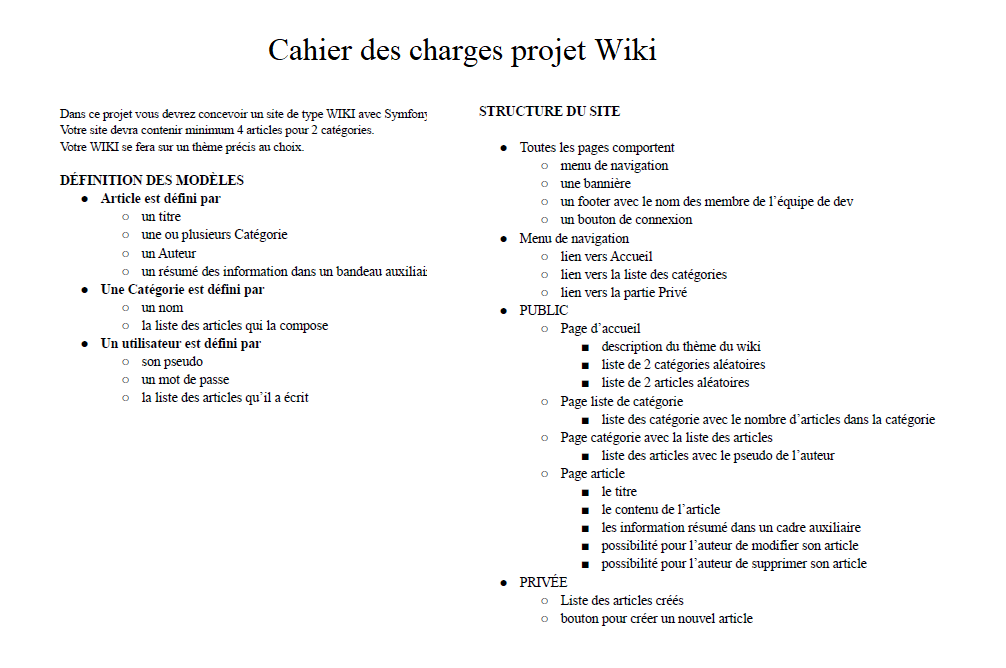 Cahier des charges projet Wiki
Dans ce projet vous devrez concevoir un site de type WIKI avec Symfony
Votre site devra contenir minimum 4 articles pour 2 catégories.
Votre WIKI se fera sur un thème précis au choix.
DÉFINITION DES MODÈLES
● Article est défini par
○ un titre
○ une ou plusieurs Catégorie
○ un Auteur
○ un résumé des information dans un bandeau
● Une Catégorie est défini par
○ un nom
○ la liste des articles qui la compose
● Un utilisateur est défini par
○ son pseudo
○ un mot de passe
○ la liste des articles qu’il a écrit
STRUCTURE DU SITE
● Toutes les pages comportent
○ menu de navigation
○ une bannière
○ un footer avec le nom des membre de l’équipe de dev
○ un bouton de connexion
● Menu de navigation
○ lien vers Accueil
○ lien vers la liste des catégories
○ lien vers la partie Privé
● PUBLIC
○ Page d’accueil
■ description du thème du wiki
■ liste de 2 catégories aléatoires
■ liste de 2 articles aléatoires
○ Page liste de catégorie
■ liste des catégorie avec le nombre d’articles dans la catégorie
○ Page catégorie avec la liste des articles
■ liste des articles avec le pseudo de l’auteur
○ Page article
■ le titre
■ le contenu de l’article
■ les information résumé dans un cadre auxiliaire
■ possibilité pour l’auteur de modifier son article
■ possibilité pour l’auteur de supprimer son article
● PRIVÉE
○ Liste des articles créés
○ bouton pour créer un nouvel article